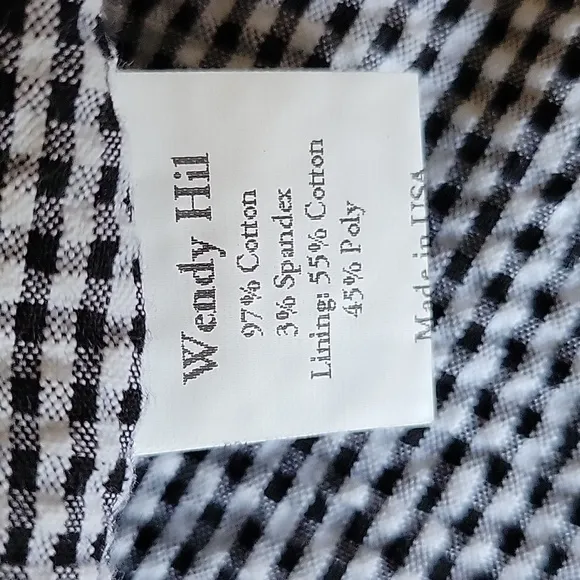 Wendy Hil
97% Cotton
3% Spandex
Lining: 55% Cotton
45% Poly
Made in USA